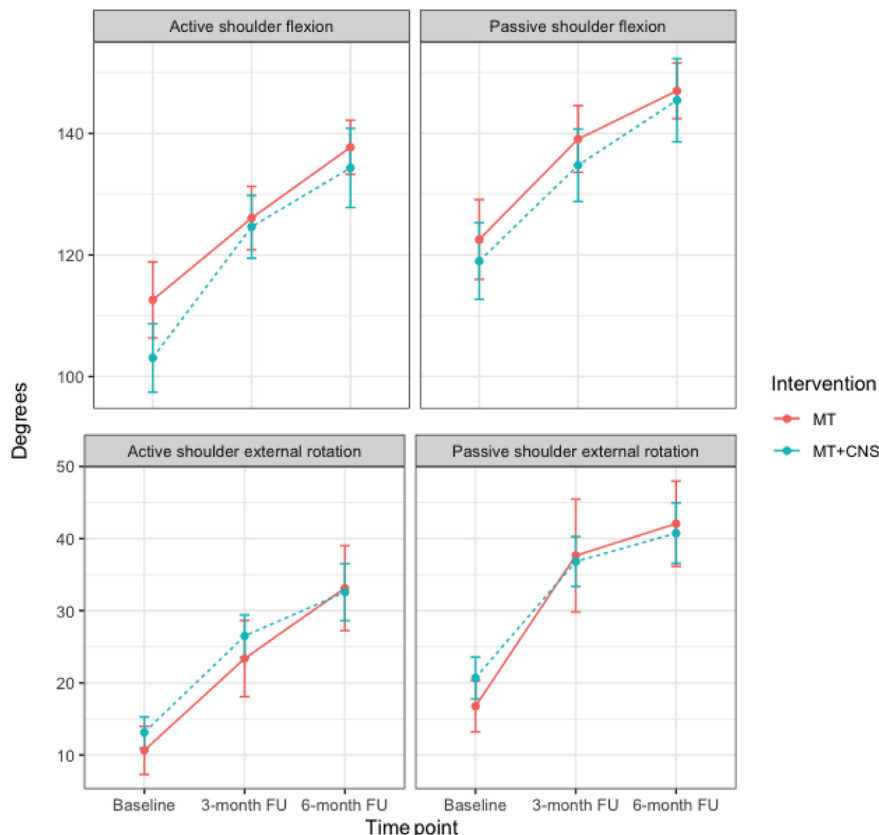 Active shoulder flexion
Passive shoulder flexion
140
120
100
Degrees
Active shoulder external rotation
Passive shoulder external rotation
50
40
30
20
10
Baseline
3-month FU
6-month FU
Baseline
3-month FU
6-month FU
Time point
Intervention
MT
MT+CNS